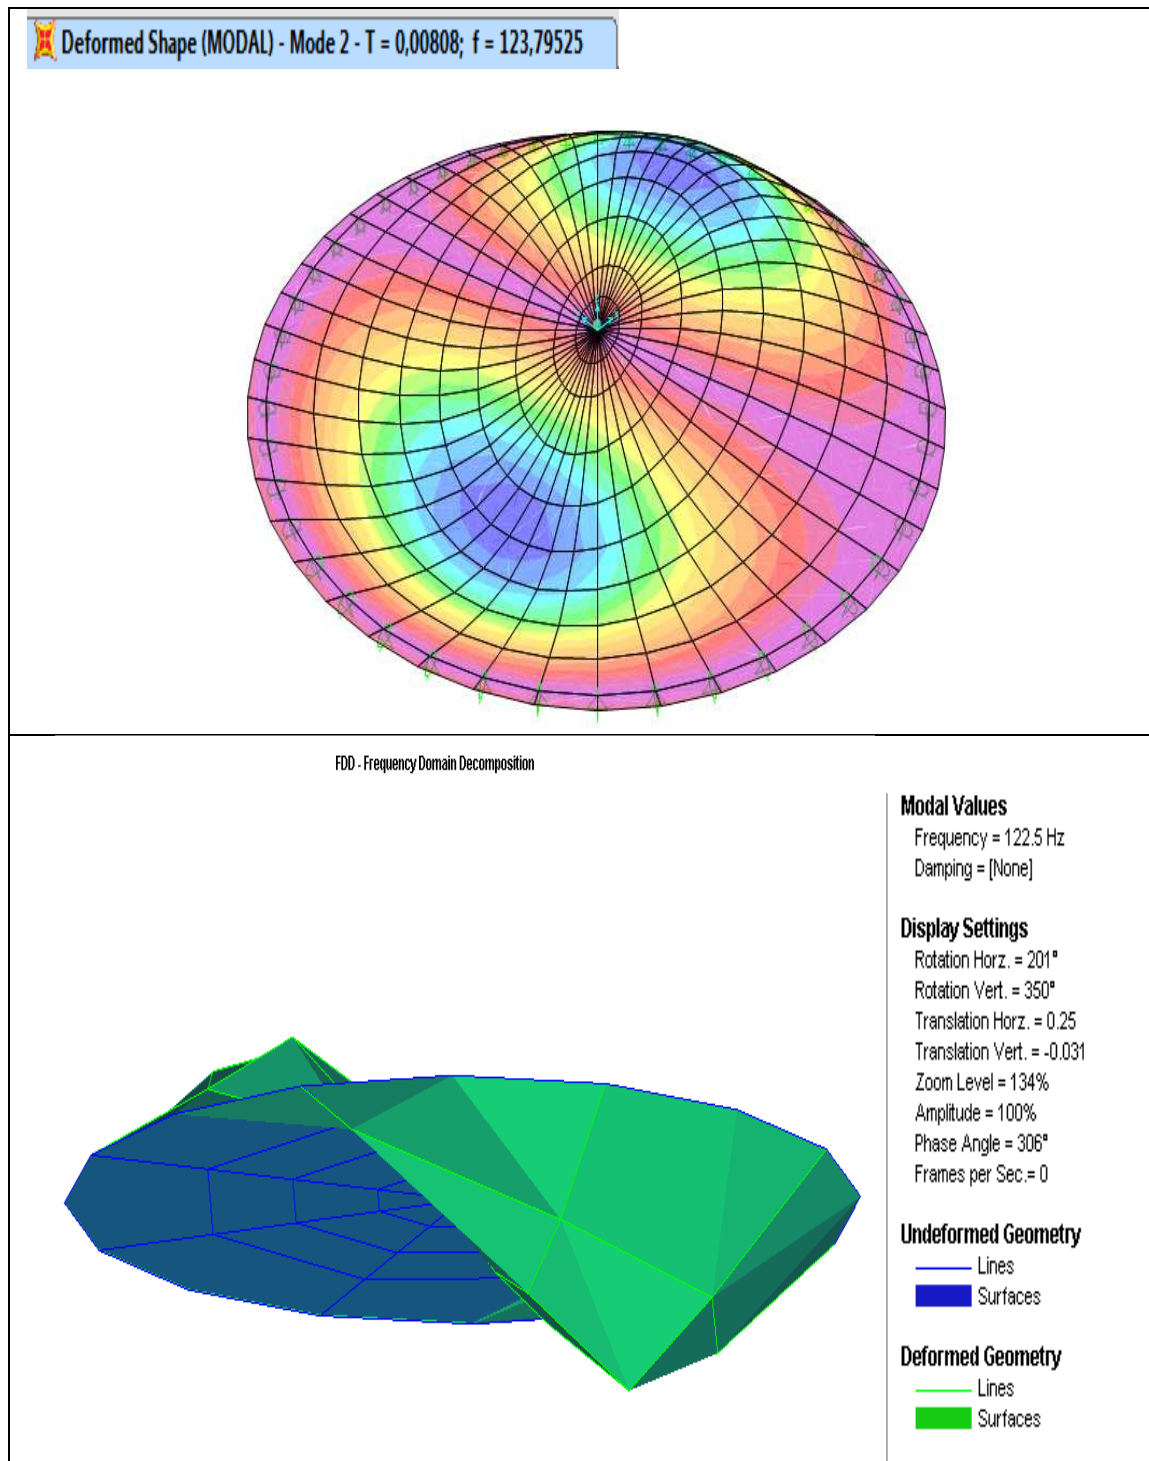 Deformed Shape (MODAL) - Mode 2 - T = 0,00808; f = 123,79525
FDD - Frequency Domain Decomposition
Modal Values
Frequency = 122.5 Hz
Damping = [None]
Display Settings
Rotation Horz. = 201°
Rotation Vert. = 350°
Translation Horz. = 0.25
Translation Vert. = -0.031
Zoom Level = 134%
Amplitude = 100%
Phase Angle = 306°
Frames per Sec.= 0
Undeformed Geometry
Lines
Surfaces
Deformed Geometry
Lines
Surfaces